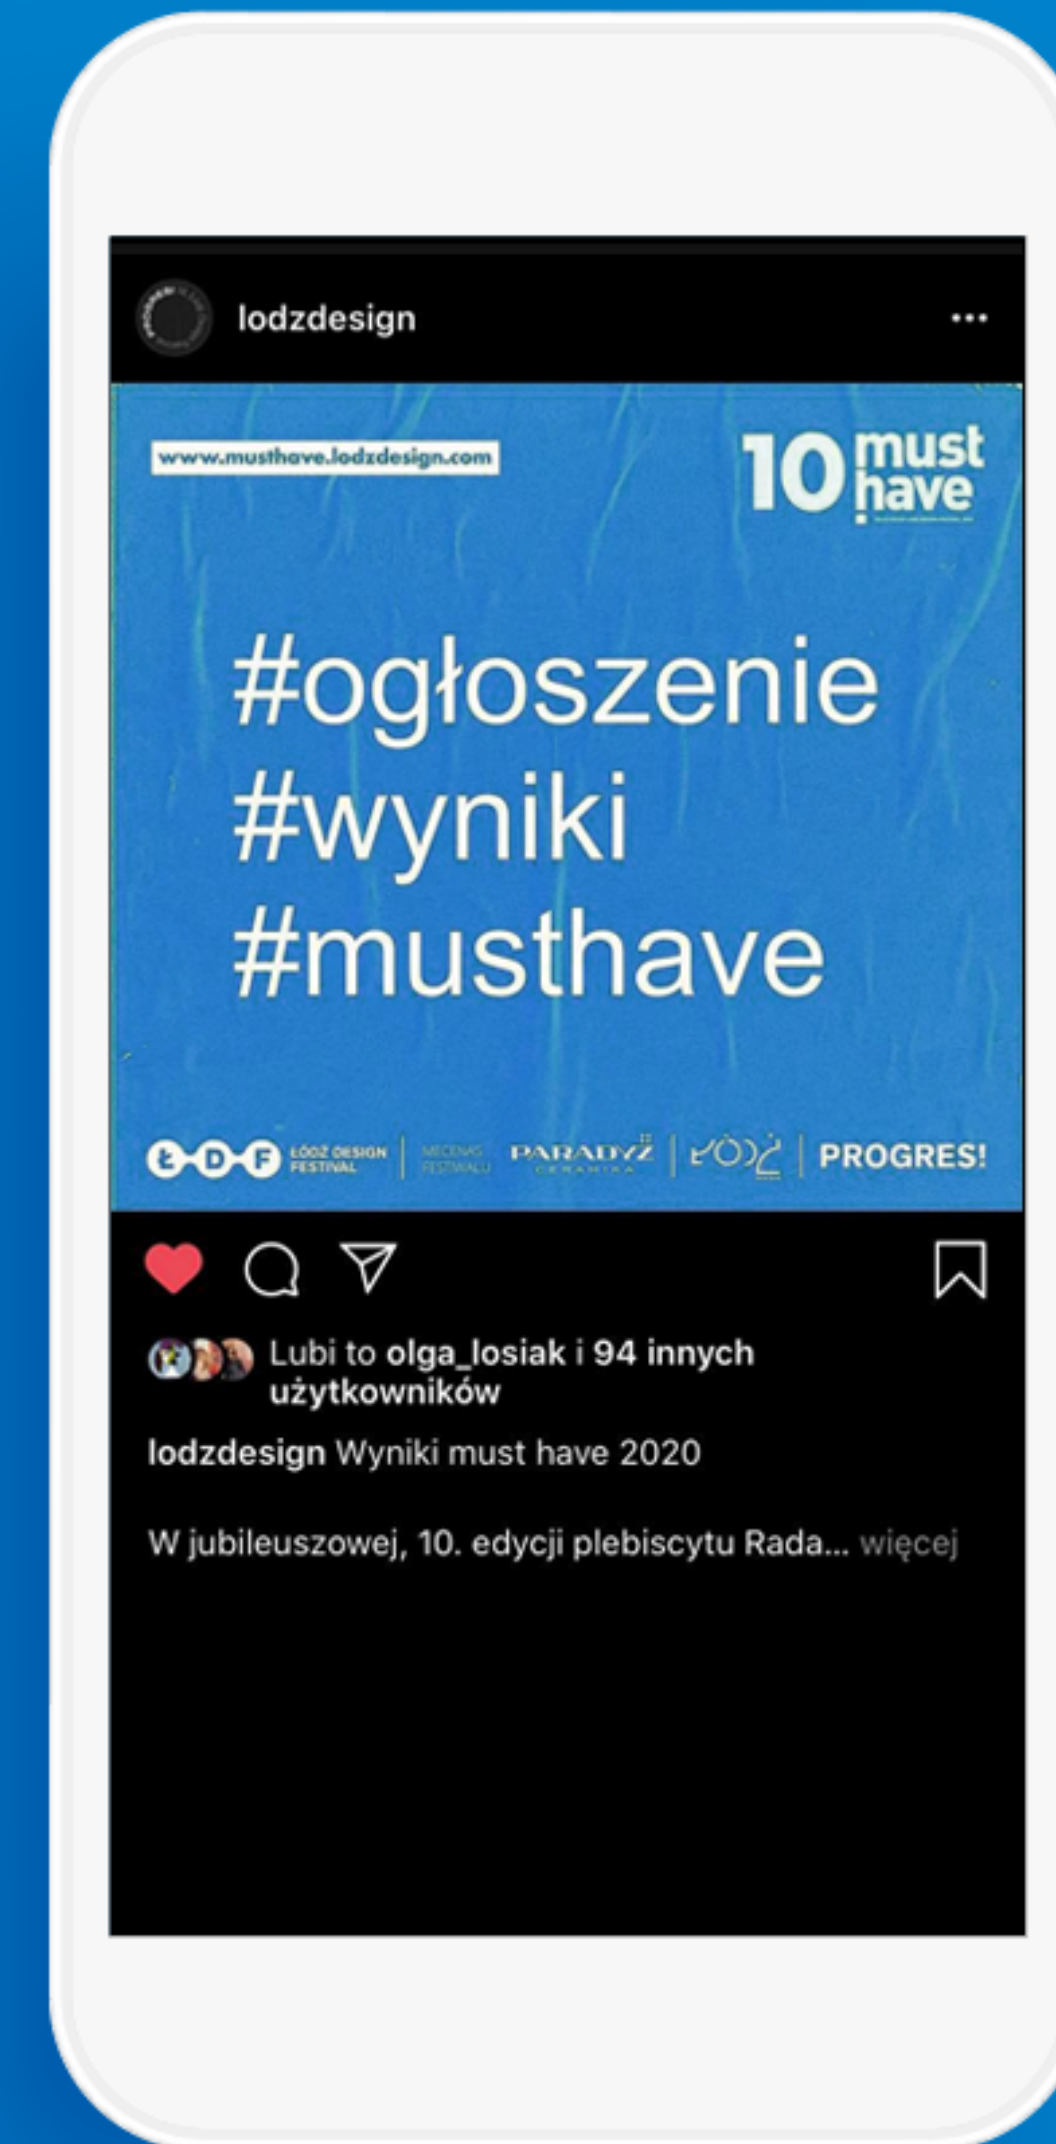 lodzdesign
www.musthave.lodzdesign.com
10 must
have
#ogłoszenie
#wyniki
#musthave
Ł-D-F ŁÓDŹ DESIGN
FESTIVAL
MECENAS
FESTIWALU
PARADYŻ
CERAMIKA
ŁÓDŹ
PROGRES!
Lubi to olga_losiak i 94 innych
użytkowników
lodzdesign Wyniki must have 2020
W jubileuszowej, 10. edycji plebiscytu Rada... więcej